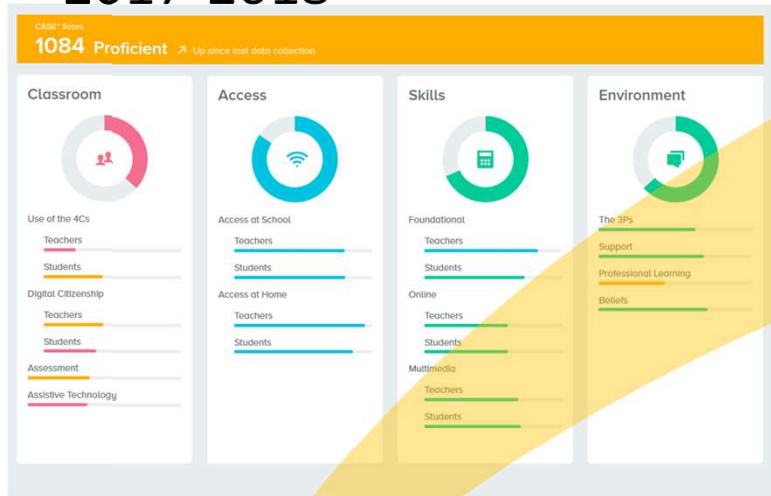 2017-2018
CASE™ Score
1084 Proficient ↗ Up since last data collection
Classroom
Use of the 4Cs
Teachers
Students
Digital Citizenship
Teachers
Students
Assessment
Assistive Technology
Access
Access at School
Teachers
Students
Access at Home
Teachers
Students
Skills
Foundational
Teachers
Students
Online
Teachers
Students
Multimedia
Teachers
Students
Environment
The 3Ps
Support
Professional Learning
Beliefs